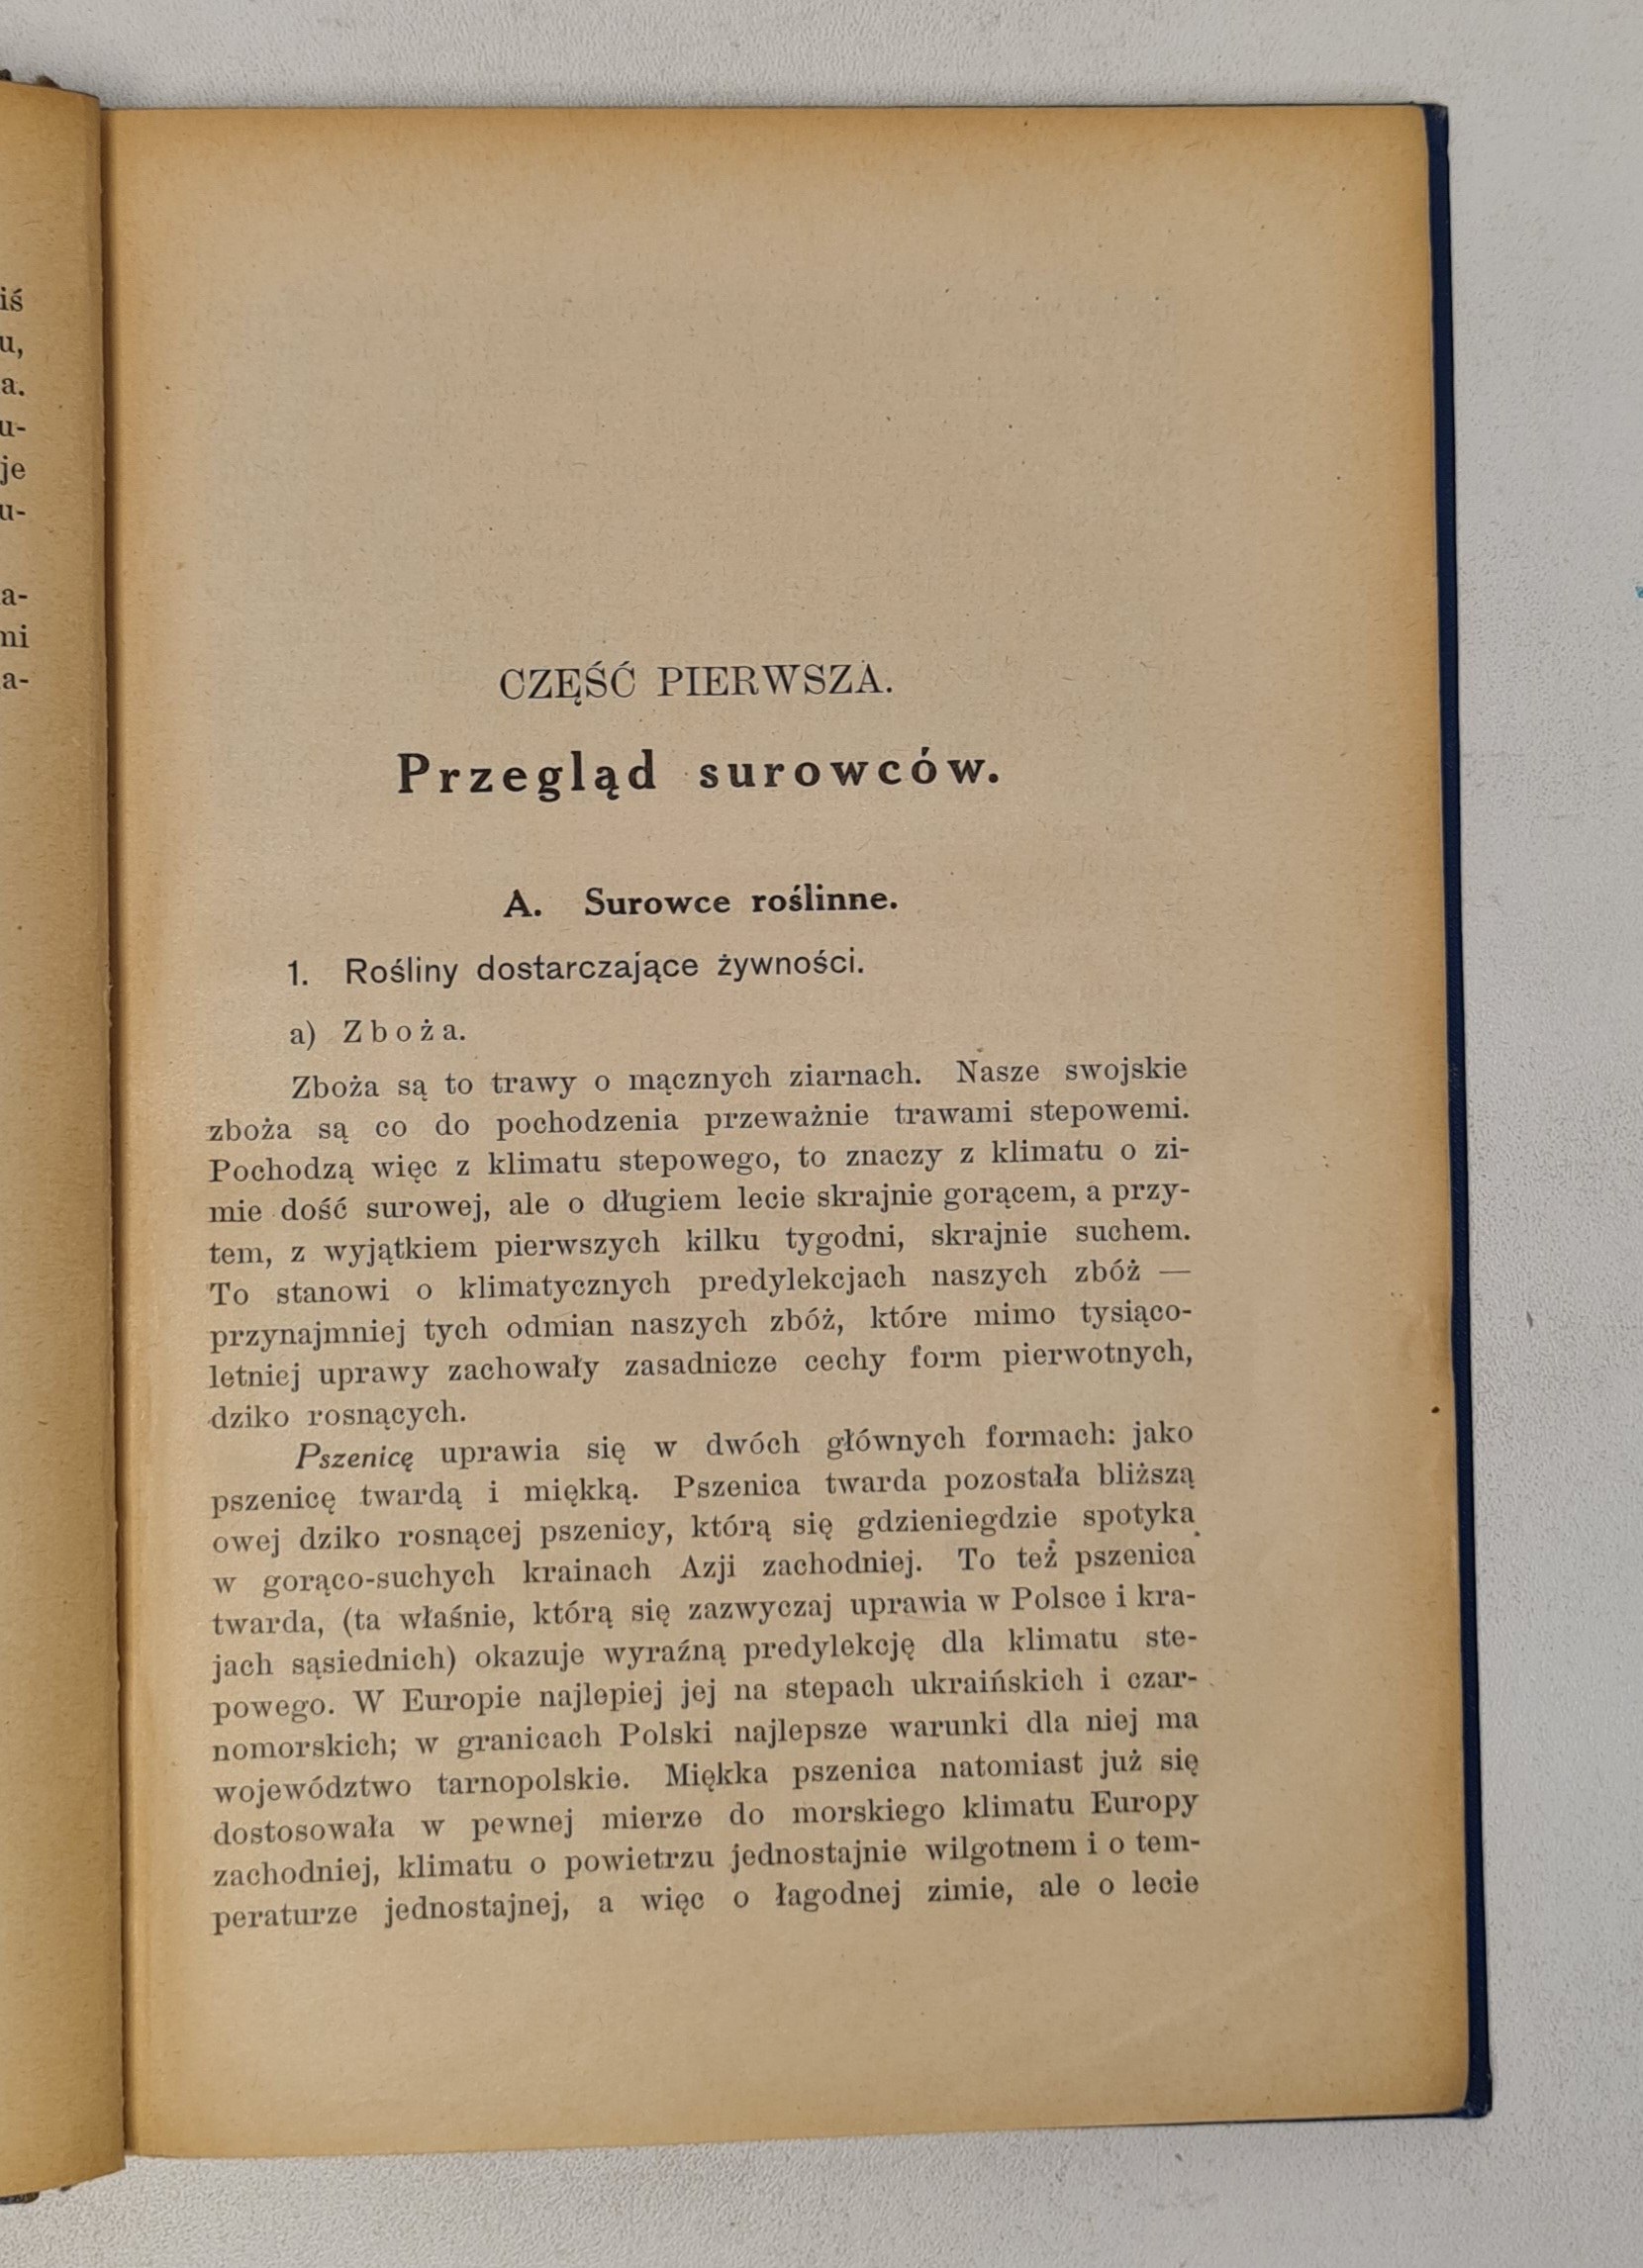 iś
u,
a.
u-
je
u-
a-
mi
a-
CZĘŚĆ PIERWSZA.
Przegląd surowców.
A. Surowce roślinne.
1. Rośliny dostarczające żywności.
a) Zboża.
Zboża są to trawy o mącznych ziarnach. Nasze swojskie
zboża są co do pochodzenia przeważnie trawami stepowemi.
Pochodzą więc z klimatu stepowego, to znaczy z klimatu o zi-
mie dość surowej, ale o długiem lecie skrajnie gorącem, a przy-
tem, z wyjątkiem pierwszych kilku tygodni, skrajnie suchem.
To stanowi o klimatycznych predylekcjach naszych zbóż —
przynajmniej tych odmian naszych zbóż, które mimo tysiąco-
letniej uprawy zachowały zasadnicze cechy form pierwotnych,
dziko rosnących.
Pszenicę uprawia się w dwóch głównych formach: jako
pszenicę twardą i miękką. Pszenica twarda pozostała bliższą
owej dziko rosnącej pszenicy, którą się gdzieniegdzie spotyka
w gorąco-suchych krainach Azji zachodniej. To też pszenica
twarda, (ta właśnie, którą się zazwyczaj uprawia w Polsce i kra-
jach sąsiednich) okazuje wyraźną predylekcję dla klimatu ste-
powego. W Europie najlepiej jej na stepach ukraińskich i czar-
nomorskich; w granicach Polski najlepsze warunki dla niej ma
województwo tarnopolskie. Miękka pszenica natomiast już się
dostosowała w pewnej mierze do morskiego klimatu Europy
zachodniej, klimatu o powietrzu jednostajnie wilgotnem i o tem-
peraturze jednostajnej, a więc o łagodnej zimie, ale o lecie